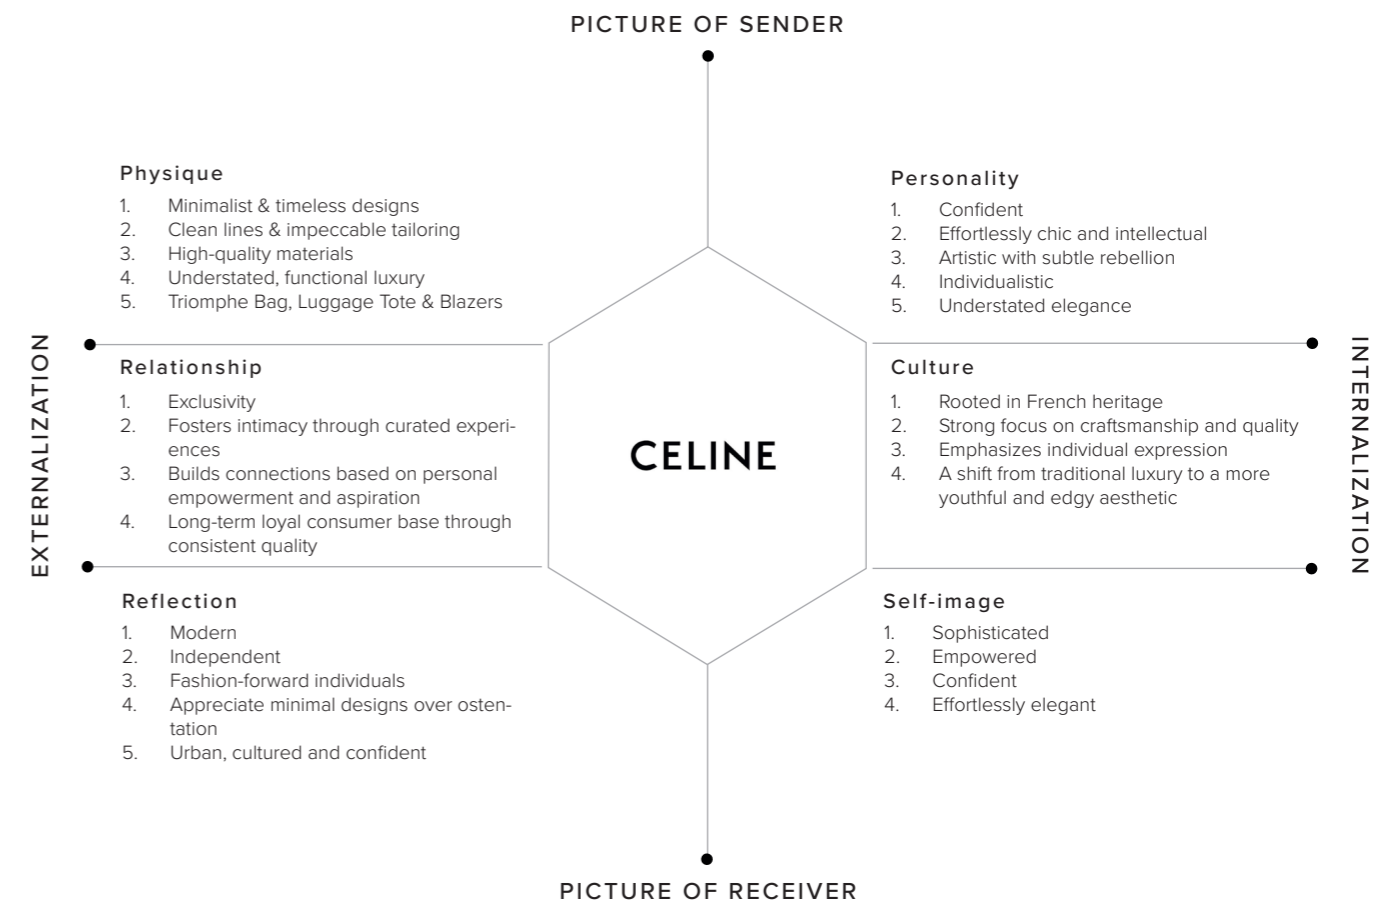 PICTURE OF SENDER
Physique
1. Minimalist & timeless designs
2. Clean lines & impeccable tailoring
3. High-quality materials
4. Understated, functional luxury
5. Triomphe Bag, Luggage Tote & Blazers
Personality
1. Confident
2. Effortlessly chic and intellectual
3. Artistic with subtle rebellion
4. Individualistic
5. Understated elegance
EXTERNALIZATION
Relationship
1. Exclusivity
2. Fosters intimacy through curated experi-
ences
3. Builds connections based on personal
empowerment and aspiration
4. Long-term loyal consumer base through
consistent quality
CELINE
Culture
1. Rooted in French heritage
2. Strong focus on craftsmanship and quality
3. Emphasizes individual expression
4. A shift from traditional luxury to a more
youthful and edgy aesthetic
INTERNALIZATION
Reflection
1. Modern
2. Independent
3. Fashion-forward individuals
4. Appreciate minimal designs over osten-
tation
5. Urban, cultured and confident
Self-image
1. Sophisticated
2. Empowered
3. Confident
4. Effortlessly elegant
PICTURE OF RECEIVER